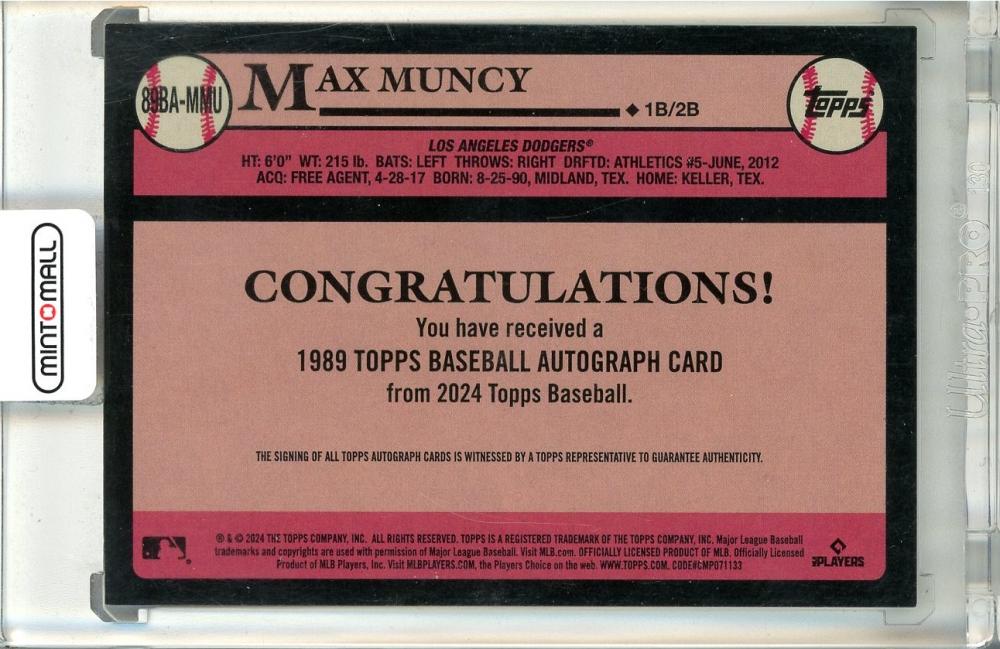 89BA-MMU
MAX MUNCY
1B/2B
Topps
LOS ANGELES DODGERS®
HT: 6'0" WT: 215 lb. BATS: LEFT THROWS: RIGHT DRFTD: ATHLETICS #5-JUNE, 2012
ACQ: FREE AGENT, 4-28-17 BORN: 8-25-90, MIDLAND, TEX. HOME: KELLER, TEX.
CONGRATULATIONS!
You have received a
1989 TOPPS BASEBALL AUTOGRAPH CARD
from 2024 Topps Baseball.
THE SIGNING OF ALL TOPPS AUTOGRAPH CARDS IS WITNESSED BY A TOPPS REPRESENTATIVE TO GUARANTEE AUTHENTICITY.
® & © 2024 THE TOPPS COMPANY, INC. ALL RIGHTS RESERVED. TOPPS IS A REGISTERED TRADEMARK OF THE TOPPS COMPANY, INC. Major League Baseball
trademarks and copyrights are used with permission of Major League Baseball. Visit MLB.com. OFFICIALLY LICENSED PRODUCT OF MLB. Officially Licensed
Product of MLB Players, Inc. Visit MLBPLAYERS.com, the Players Choice on the web. WWW.TOPPS.COM. CODE#CMP071133
PLAYERS
MINTOMALL
Ultra•PRO® 130